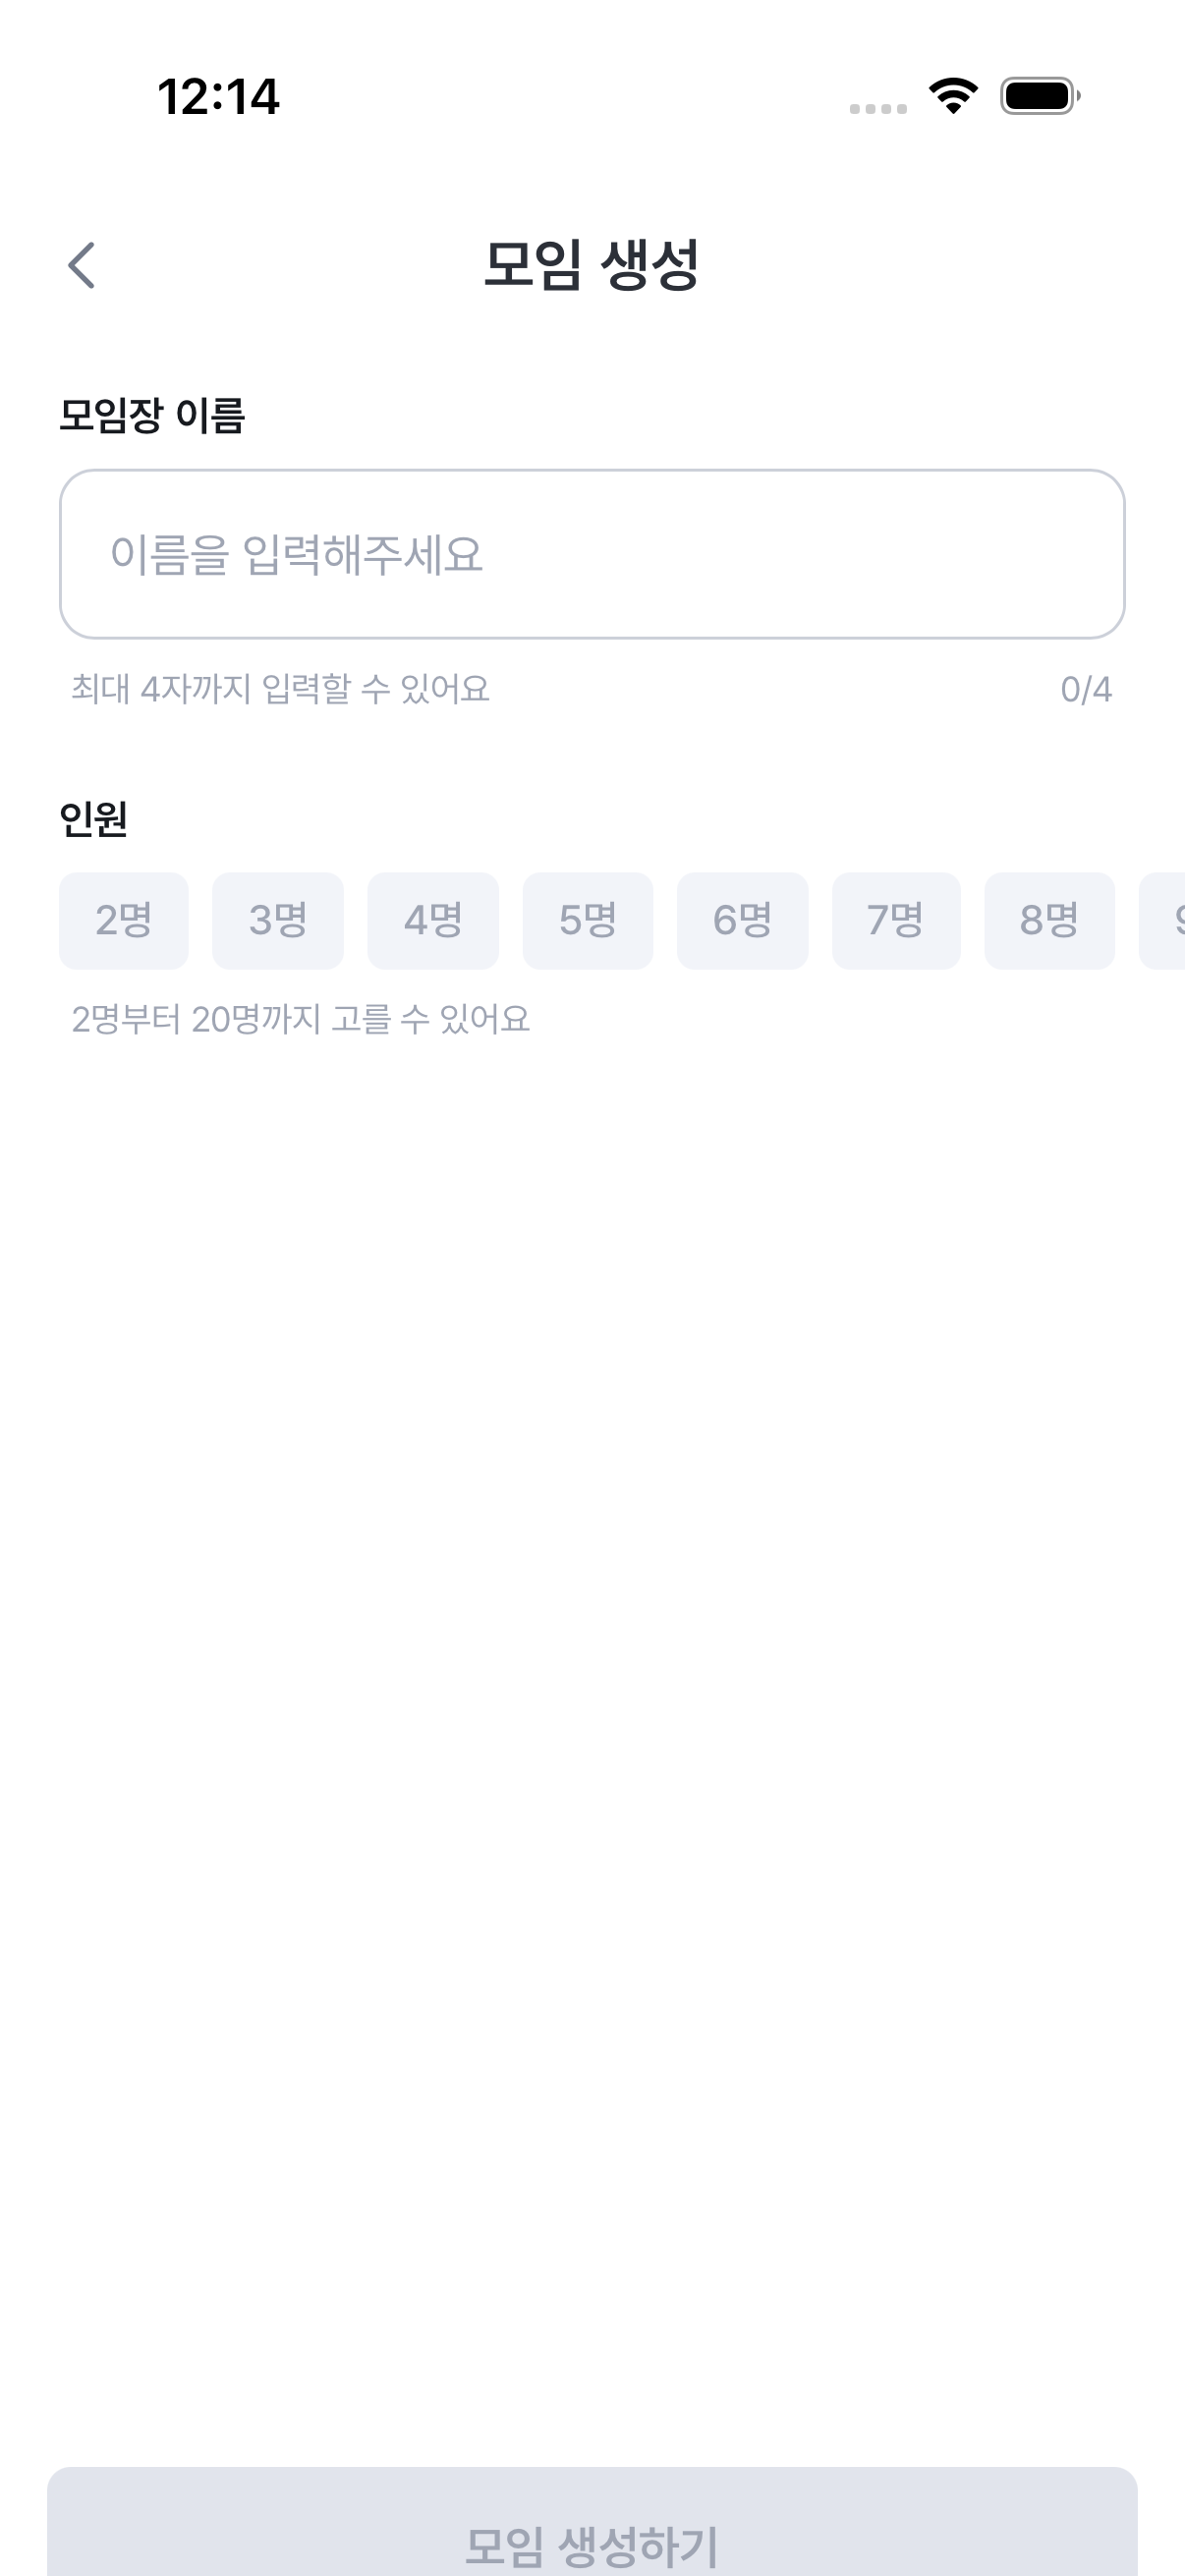 12:14
모임 생성
모임장 이름
이름을 입력해주세요
최대 4자까지 입력할 수 있어요 0/4
인원
2명 3명 4명 5명 6명 7명 8명
2명부터 20명까지 고를 수 있어요
모임 생성하기